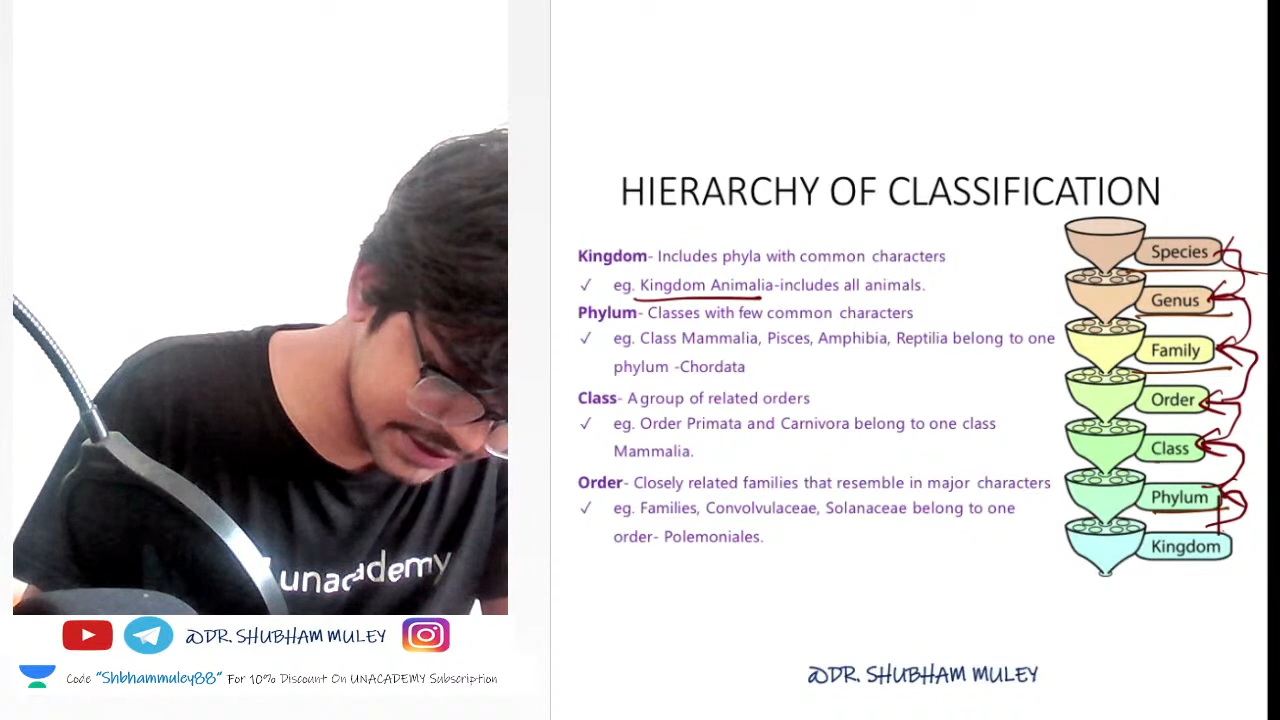 HIERARCHY OF CLASSIFICATION
Kingdom- Includes phyla with common characters
✓ eg. Kingdom Animalia-includes all animals.
Phylum- Classes with few common characters
✓ eg. Class Mammalia, Pisces, Amphibia, Reptilia belong to one
phylum -Chordata
Class- A group of related orders
✓ eg. Order Primata and Carnivora belong to one class
Mammalia.
Order- Closely related families that resemble in major characters
✓ eg. Families, Convolvulaceae, Solanaceae belong to one
order- Polemoniales.
Species
Genus
Family
Order
Class
Phylum
Kingdom
unacademy
@DR. SHUBHAM MULEY
Code "Shbhammuley88" For 10% Discount On UNACADEMY Subscription
@DR. SHUBHAM MULEY